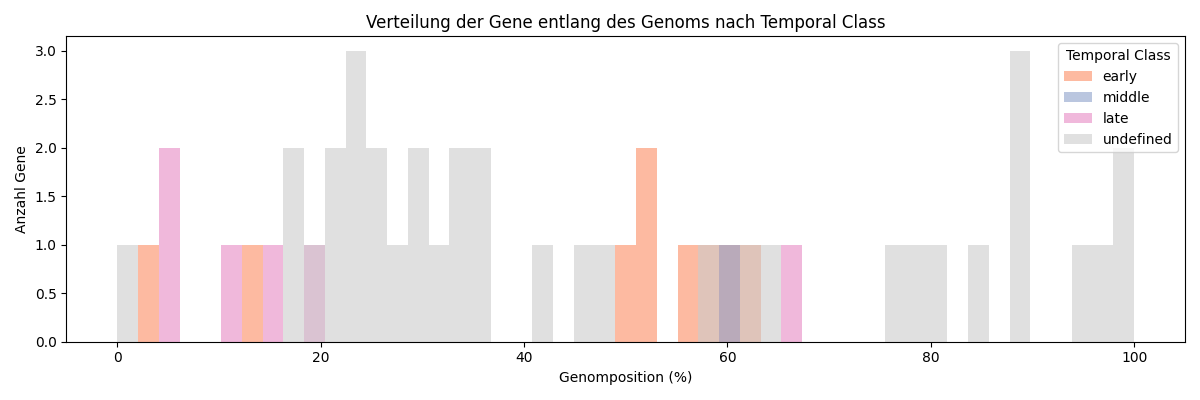 Verteilung der Gene entlang des Genoms nach Temporal Class
Anzahl Gene
3.0
2.5
2.0
1.5
1.0
0.5
0.0
Temporal Class
early
middle
late
undefined
0
20
40
60
80
100
Genomposition (%)